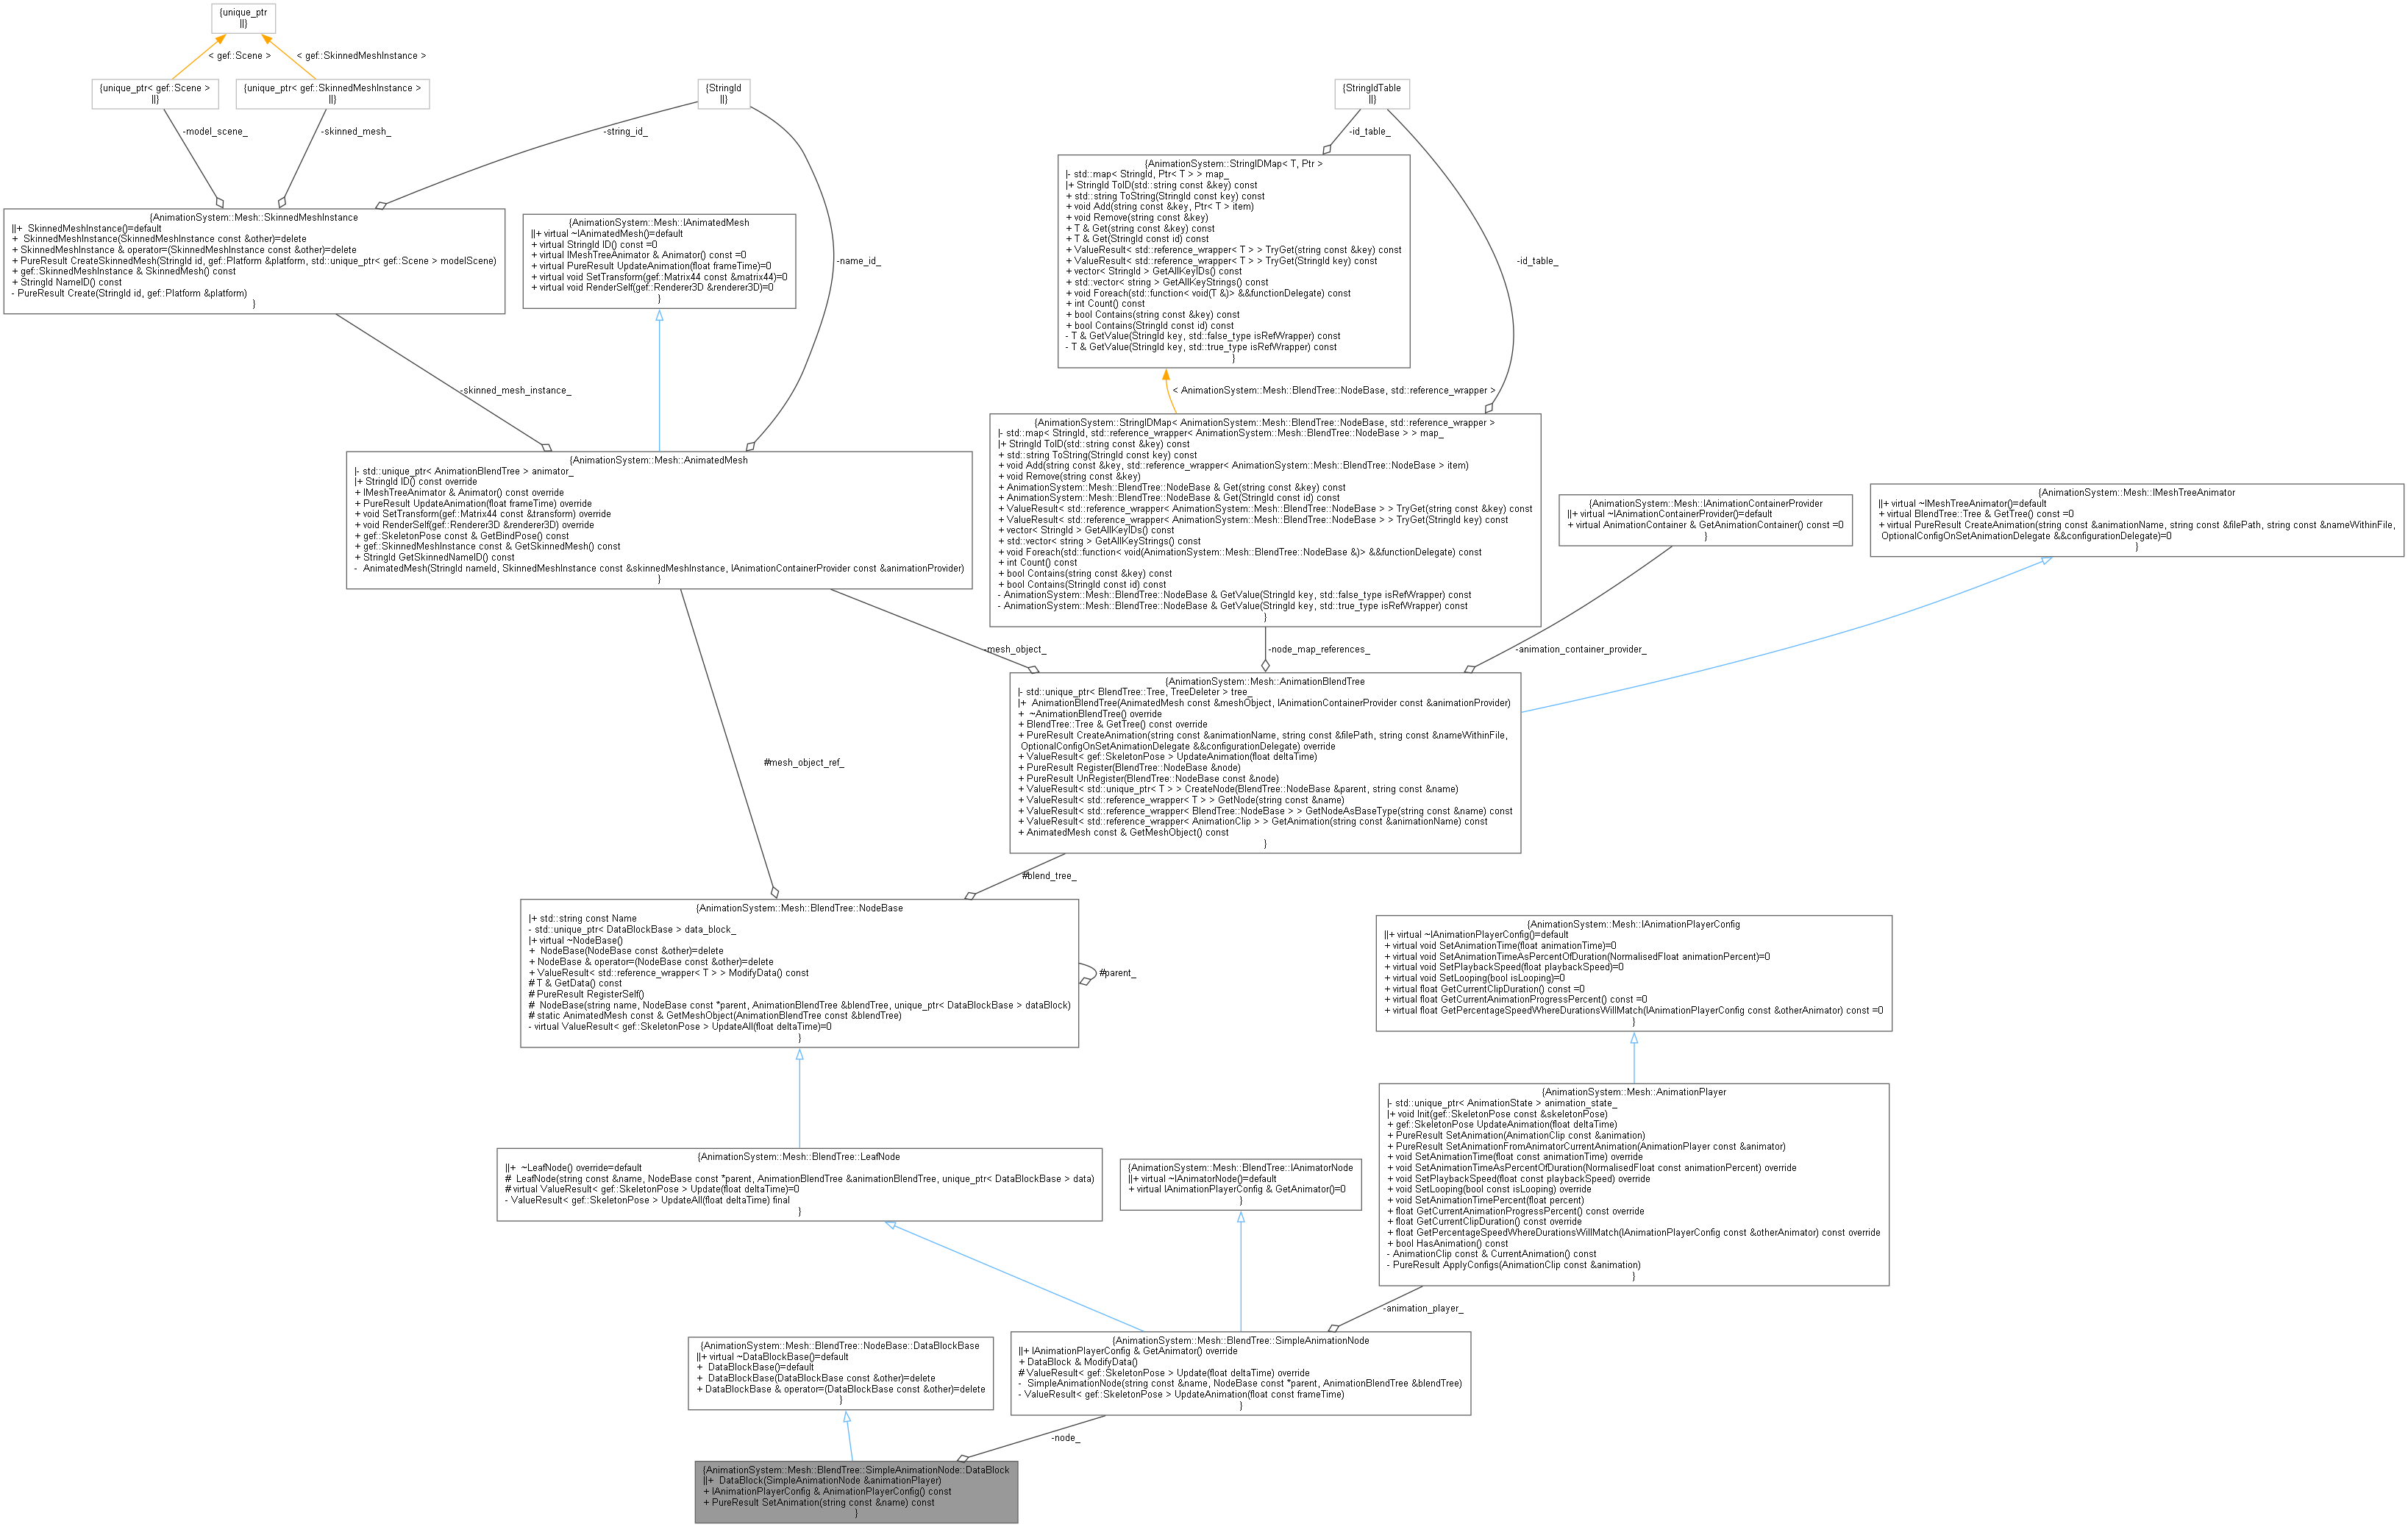 {unique_ptr
||}
< gef::Scene >
< gef::SkinnedMeshInstance >
{unique_ptr< gef::Scene >
||}
{unique_ptr< gef::SkinnedMeshInstance >
||}
{StringId
||}
{StringIdTable
||}
-model_scene_
-skinned_mesh_
-string_id_
-id_table_
{AnimationSystem::StringIDMap< T, Ptr >
|- std::map< StringId, Ptr< T > > map_
|+ StringId ToID(std::string const &key) const
+ std::string ToString(StringId const key) const
+ void Add(string const &key, Ptr< T > item)
+ void Remove(string const &key)
+ T & Get(string const &key) const
+ T & Get(StringId const id) const
+ ValueResult< std::reference_wrapper< T > > TryGet(string const &key) const
+ ValueResult< std::reference_wrapper< T > > TryGet(StringId key) const
+ vector< StringId > GetAllKeyIDs() const
+ std::vector< string > GetAllKeyStrings() const
+ void Foreach(std::function< void(T &)> &&functionDelegate) const
+ int Count() const
+ bool Contains(string const &key) const
+ bool Contains(StringId const id) const
- T & GetValue(StringId key, std::false_type isRefWrapper) const
- T & GetValue(StringId key, std::true_type isRefWrapper) const
}
{AnimationSystem::Mesh::SkinnedMeshInstance
||+  SkinnedMeshInstance()=default
+  SkinnedMeshInstance(SkinnedMeshInstance const &other)=delete
+ SkinnedMeshInstance & operator=(SkinnedMeshInstance const &other)=delete
+ PureResult CreateSkinnedMesh(StringId id, gef::Platform &platform, std::unique_ptr< gef::Scene > modelScene)
+ gef::SkinnedMeshInstance & SkinnedMesh() const
+ StringId NameID() const
- PureResult Create(StringId id, gef::Platform &platform)
}
{AnimationSystem::Mesh::IAnimatedMesh
||+ virtual ~IAnimatedMesh()=default
+ virtual StringId ID() const =0
+ virtual IMeshTreeAnimator & Animator() const =0
+ virtual PureResult UpdateAnimation(float frameTime)=0
+ virtual void SetTransform(gef::Matrix44 const &matrix44)=0
+ virtual void RenderSelf(gef::Renderer3D &renderer3D)=0
}
-name_id_
-id_table_
-skinned_mesh_instance_
< AnimationSystem::Mesh::BlendTree::NodeBase, std::reference_wrapper >
{AnimationSystem::StringIDMap< AnimationSystem::Mesh::BlendTree::NodeBase, std::reference_wrapper >
|- std::map< StringId, std::reference_wrapper< AnimationSystem::Mesh::BlendTree::NodeBase > > map_
|+ StringId ToID(std::string const &key) const
+ std::string ToString(StringId const key) const
+ void Add(string const &key, std::reference_wrapper< AnimationSystem::Mesh::BlendTree::NodeBase > item)
+ void Remove(string const &key)
+ AnimationSystem::Mesh::BlendTree::NodeBase & Get(string const &key) const
+ AnimationSystem::Mesh::BlendTree::NodeBase & Get(StringId const id) const
+ ValueResult< std::reference_wrapper< AnimationSystem::Mesh::BlendTree::NodeBase > > TryGet(string const &key) const
+ ValueResult< std::reference_wrapper< AnimationSystem::Mesh::BlendTree::NodeBase > > TryGet(StringId key) const
+ vector< StringId > GetAllKeyIDs() const
+ std::vector< string > GetAllKeyStrings() const
+ void Foreach(std::function< void(AnimationSystem::Mesh::BlendTree::NodeBase &)> &&functionDelegate) const
+ int Count() const
+ bool Contains(string const &key) const
+ bool Contains(StringId const id) const
- AnimationSystem::Mesh::BlendTree::NodeBase & GetValue(StringId key, std::false_type isRefWrapper) const
- AnimationSystem::Mesh::BlendTree::NodeBase & GetValue(StringId key, std::true_type isRefWrapper) const
}
{AnimationSystem::Mesh::AnimatedMesh
|- std::unique_ptr< AnimationBlendTree > animator_
|+ StringId ID() const override
+ IMeshTreeAnimator & Animator() const override
+ PureResult UpdateAnimation(float frameTime) override
+ void SetTransform(gef::Matrix44 const &transform) override
+ void RenderSelf(gef::Renderer3D &renderer3D) override
+ gef::SkeletonPose const & GetBindPose() const
+ gef::SkinnedMeshInstance const & GetSkinnedMesh() const
+ StringId GetSkinnedNameID() const
-  AnimatedMesh(StringId nameId, SkinnedMeshInstance const &skinnedMeshInstance, IAnimationContainerProvider const &animationProvider)
}
{AnimationSystem::Mesh::IAnimationContainerProvider
||+ virtual ~IAnimationContainerProvider()=default
+ virtual AnimationContainer & GetAnimationContainer() const =0
}
{AnimationSystem::Mesh::IMeshTreeAnimator
||+ virtual ~IMeshTreeAnimator()=default
+ virtual BlendTree::Tree & GetTree() const =0
+ virtual PureResult CreateAnimation(string const &animationName, string const &filePath, string const &nameWithinFile,
OptionalConfigOnSetAnimationDelegate &&configurationDelegate)=0
}
-mesh_object_
-node_map_references_
-animation_container_provider_
{AnimationSystem::Mesh::AnimationBlendTree
|- std::unique_ptr< BlendTree::Tree, TreeDeleter > tree_
|+  AnimationBlendTree(AnimatedMesh const &meshObject, IAnimationContainerProvider const &animationProvider)
+  ~AnimationBlendTree() override
+ BlendTree::Tree & GetTree() const override
+ PureResult CreateAnimation(string const &animationName, string const &filePath, string const &nameWithinFile,
OptionalConfigOnSetAnimationDelegate &&configurationDelegate) override
+ ValueResult< gef::SkeletonPose > UpdateAnimation(float deltaTime)
+ PureResult Register(BlendTree::NodeBase &node)
+ PureResult UnRegister(BlendTree::NodeBase const &node)
+ ValueResult< std::unique_ptr< T > > CreateNode(BlendTree::NodeBase &parent, string const &name)
+ ValueResult< std::reference_wrapper< T > > GetNode(string const &name)
+ ValueResult< std::reference_wrapper< BlendTree::NodeBase > > GetNodeAsBaseType(string const &name) const
+ ValueResult< std::reference_wrapper< AnimationClip > > GetAnimation(string const &animationName) const
+ AnimatedMesh const & GetMeshObject() const
}
#mesh_object_ref_
#blend_tree_
{AnimationSystem::Mesh::BlendTree::NodeBase
|+ std::string const Name
- std::unique_ptr< DataBlockBase > data_block_
|+ virtual ~NodeBase()
+  NodeBase(NodeBase const &other)=delete
+ NodeBase & operator=(NodeBase const &other)=delete
+ ValueResult< std::reference_wrapper< T > > ModifyData() const
# T & GetData() const
# PureResult RegisterSelf()
#  NodeBase(string name, NodeBase const *parent, AnimationBlendTree &blendTree, unique_ptr< DataBlockBase > dataBlock)
# static AnimatedMesh const & GetMeshObject(AnimationBlendTree const &blendTree)
- virtual ValueResult< gef::SkeletonPose > UpdateAll(float deltaTime)=0
}
#parent_
{AnimationSystem::Mesh::IAnimationPlayerConfig
||+ virtual ~IAnimationPlayerConfig()=default
+ virtual void SetAnimationTime(float animationTime)=0
+ virtual void SetAnimationTimeAsPercentOfDuration(NormalisedFloat animationPercent)=0
+ virtual void SetPlaybackSpeed(float playbackSpeed)=0
+ virtual void SetLooping(bool isLooping)=0
+ virtual float GetCurrentClipDuration() const =0
+ virtual float GetCurrentAnimationProgressPercent() const =0
+ virtual float GetPercentageSpeedWhereDurationsWillMatch(IAnimationPlayerConfig const &otherAnimator) const =0
}
{AnimationSystem::Mesh::AnimationPlayer
|- std::unique_ptr< AnimationState > animation_state_
|+ void Init(gef::SkeletonPose const &skeletonPose)
+ gef::SkeletonPose UpdateAnimation(float deltaTime)
+ PureResult SetAnimation(AnimationClip const &animation)
+ PureResult SetAnimationFromAnimatorCurrentAnimation(AnimationPlayer const &animator)
+ void SetAnimationTime(float const animationTime) override
+ void SetAnimationTimeAsPercentOfDuration(NormalisedFloat const animationPercent) override
+ void SetPlaybackSpeed(float const playbackSpeed) override
+ void SetLooping(bool const isLooping) override
+ void SetAnimationTimePercent(float percent)
+ float GetCurrentAnimationProgressPercent() const override
+ float GetCurrentClipDuration() const override
+ float GetPercentageSpeedWhereDurationsWillMatch(IAnimationPlayerConfig const &otherAnimator) const override
+ bool HasAnimation() const
- AnimationClip const & CurrentAnimation() const
- PureResult ApplyConfigs(AnimationClip const &animation)
}
{AnimationSystem::Mesh::BlendTree::LeafNode
||+  ~LeafNode() override=default
#  LeafNode(string const &name, NodeBase const *parent, AnimationBlendTree &animationBlendTree, unique_ptr< DataBlockBase > data)
# virtual ValueResult< gef::SkeletonPose > Update(float deltaTime)=0
- ValueResult< gef::SkeletonPose > UpdateAll(float deltaTime) final
}
{AnimationSystem::Mesh::BlendTree::IAnimatorNode
||+ virtual ~IAnimatorNode()=default
+ virtual IAnimationPlayerConfig & GetAnimator()=0
}
-animation_player_
{AnimationSystem::Mesh::BlendTree::SimpleAnimationNode
||+ IAnimationPlayerConfig & GetAnimator() override
+ DataBlock & ModifyData()
# ValueResult< gef::SkeletonPose > Update(float deltaTime) override
-  SimpleAnimationNode(string const &name, NodeBase const *parent, AnimationBlendTree &blendTree)
- ValueResult< gef::SkeletonPose > UpdateAnimation(float const frameTime)
}
{AnimationSystem::Mesh::BlendTree::NodeBase::DataBlockBase
||+ virtual ~DataBlockBase()=default
+  DataBlockBase()=default
+  DataBlockBase(DataBlockBase const &other)=delete
+ DataBlockBase & operator=(DataBlockBase const &other)=delete
}
-node_
{AnimationSystem::Mesh::BlendTree::SimpleAnimationNode::DataBlock
||+  DataBlock(SimpleAnimationNode &animationPlayer)
+ IAnimationPlayerConfig & AnimationPlayerConfig() const
+ PureResult SetAnimation(string const &name) const
}